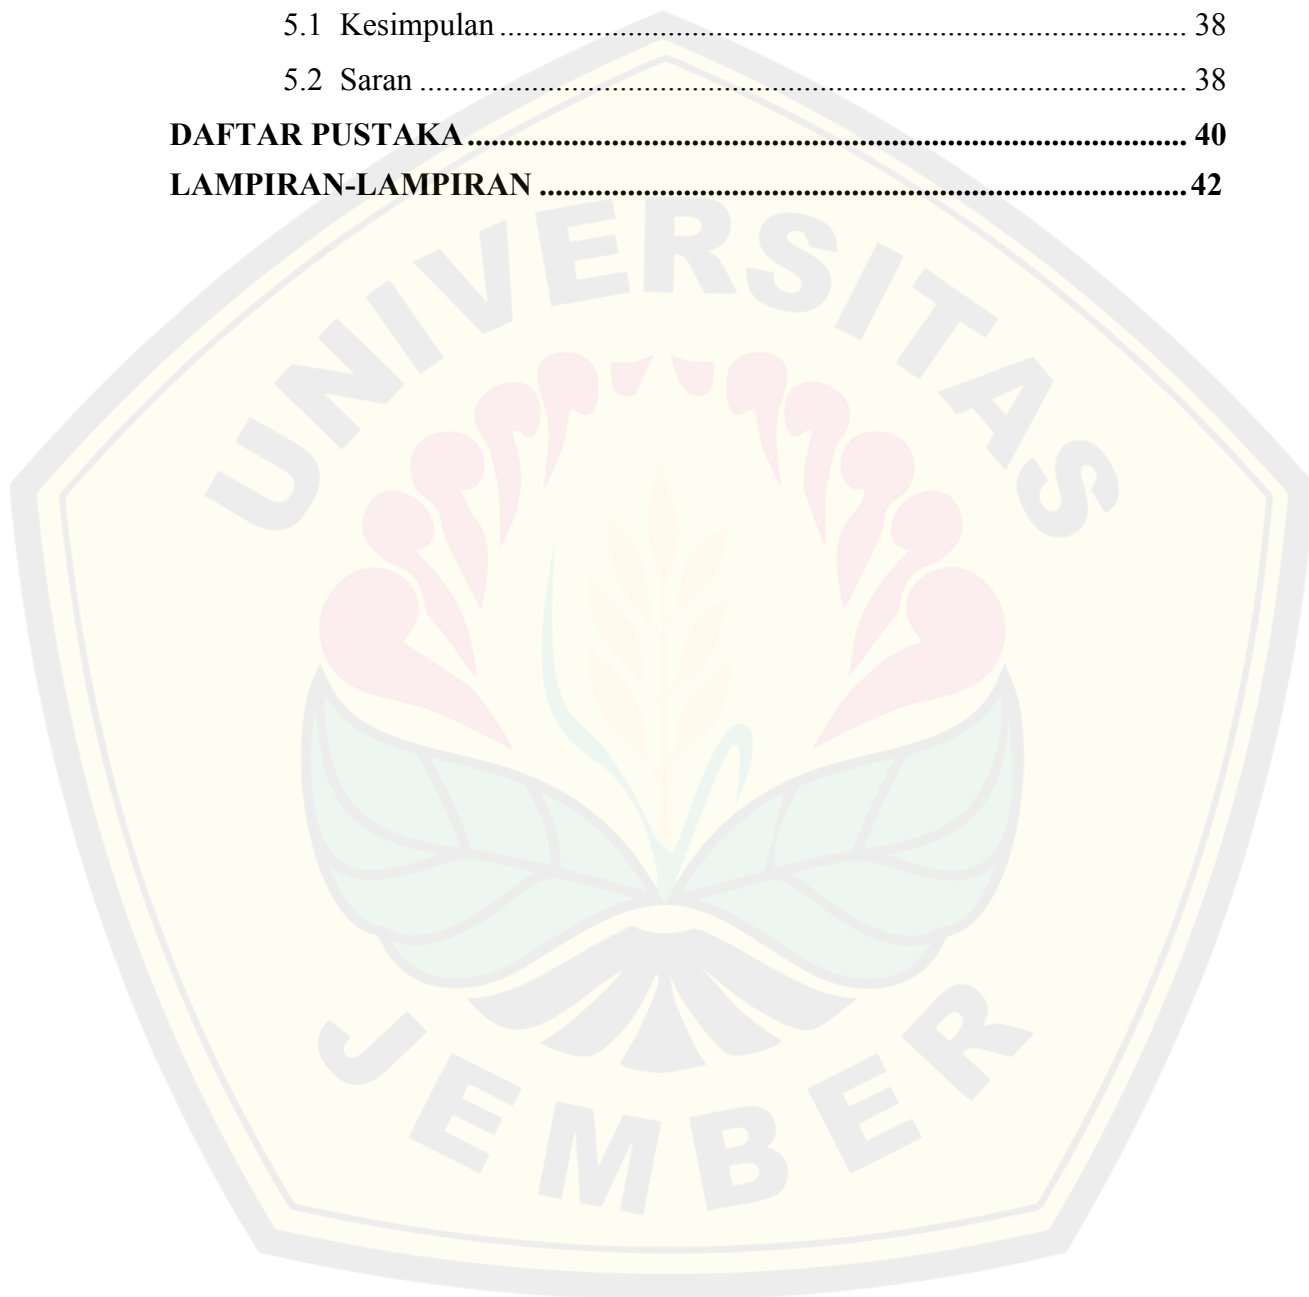 5.1 Kesimpulan ........................................................................................ 38
5.2 Saran .................................................................................................. 38
DAFTAR PUSTAKA ........................................................................................... 40
LAMPIRAN-LAMPIRAN .................................................................................. 42
UNIVERSITAS
JEMBER